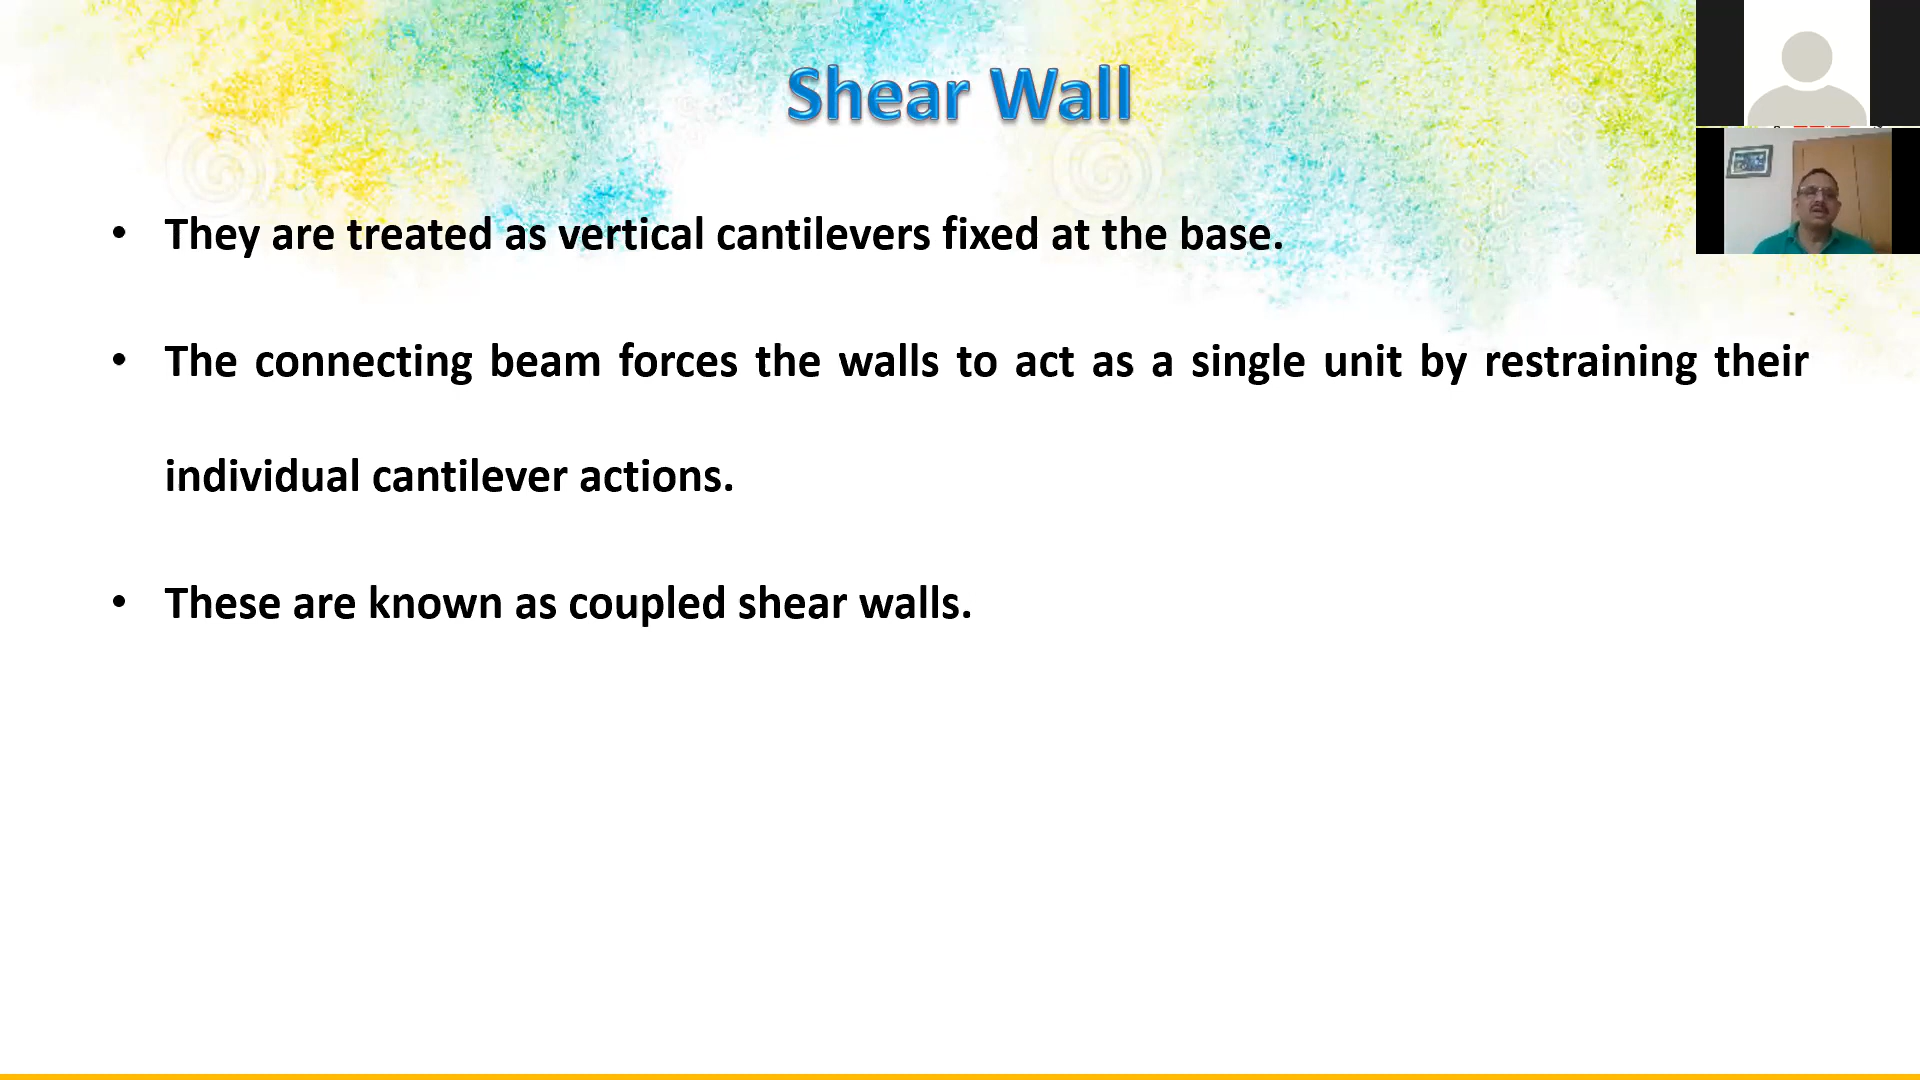 Shear Wall
• They are treated as vertical cantilevers fixed at the base.
• The connecting beam forces the walls to act as a single unit by restraining their
individual cantilever actions.
• These are known as coupled shear walls.